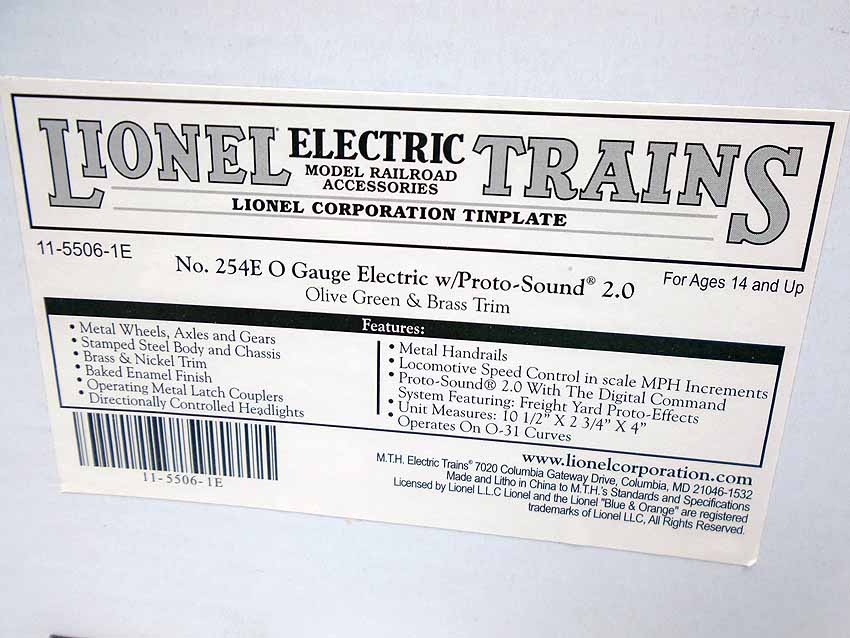 LIONEL ELECTRIC TRAINS
MODEL RAILROAD
ACCESSORIES
LIONEL CORPORATION TINPLATE
11-5506-1E
No. 254E O Gauge Electric w/Proto-Sound® 2.0
For Ages 14 and Up
Olive Green & Brass Trim
Features:
• Metal Wheels, Axles and Gears
• Stamped Steel Body and Chassis
• Brass & Nickel Trim
• Baked Enamel Finish
• Operating Metal Latch Couplers
• Directionally Controlled Headlights
• Metal Handrails
• Locomotive Speed Control in scale MPH Increments
• Proto-Sound® 2.0 With The Digital Command
System Featuring: Freight Yard Proto-Effects
• Unit Measures: 10 1/2" X 2 3/4" X 4"
• Operates On O-31 Curves
11-5506-1E
www.lionelcorporation.com
M.T.H. Electric Trains® 7020 Columbia Gateway Drive, Columbia, MD 21046-1532
Made and Litho in China to M.T.H.'s Standards and Specifications
Licensed by Lionel L.L.C Lionel and the Lionel "Blue & Orange" are registered
trademarks of Lionel LLC, All Rights Reserved.